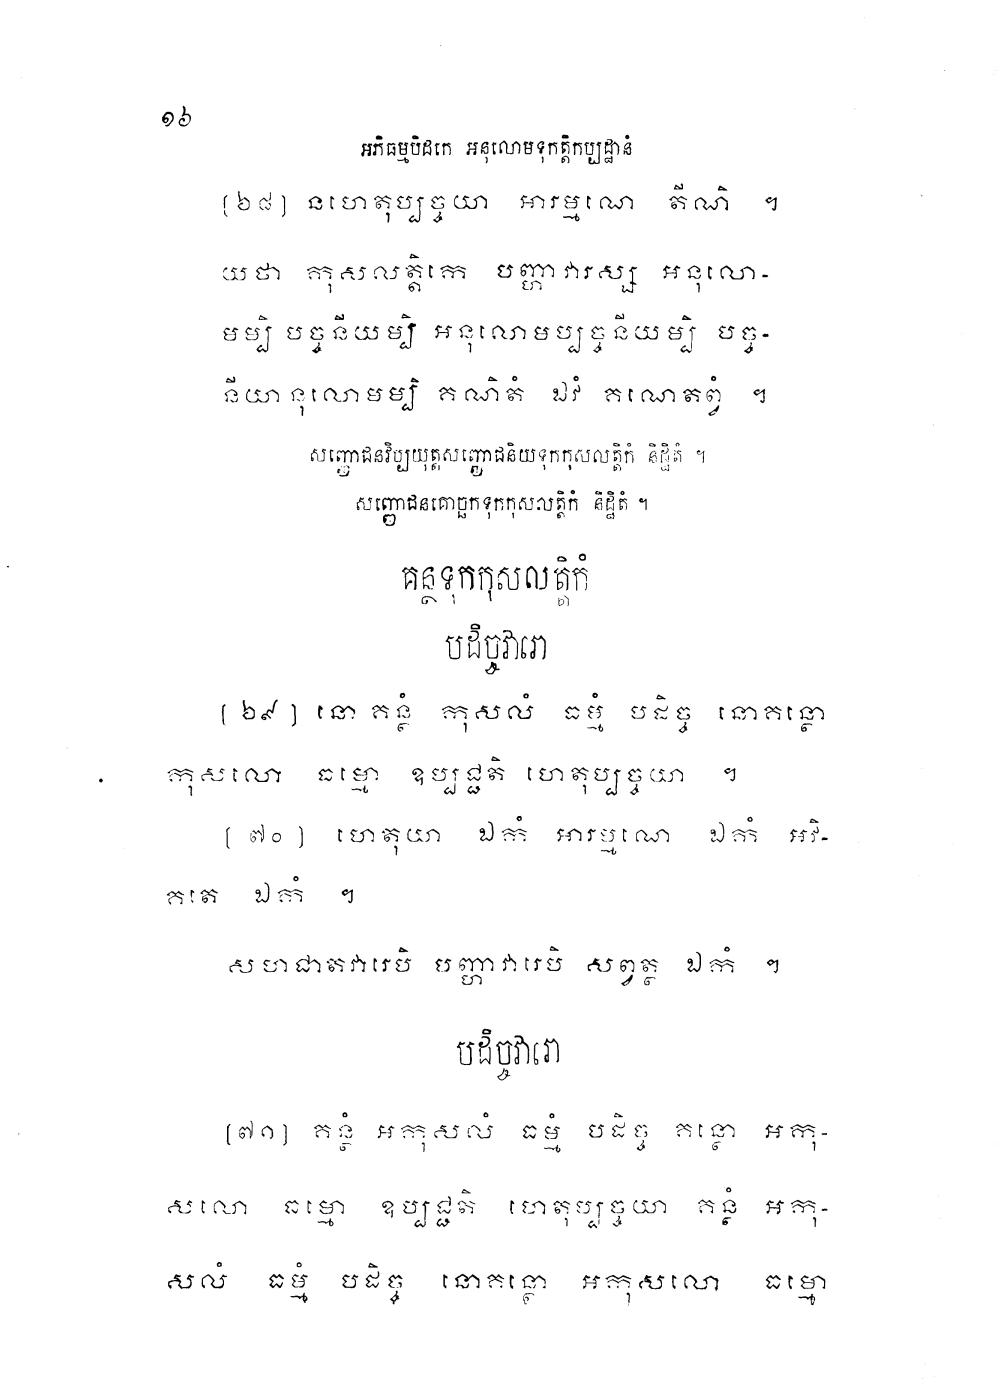 ១៦
អភិធម្មបិដកេ អនុលោមទុកត្តិកប្បដ្ឋានំ
(៦៨) នហេតុប្បច្ចយា អារម្មណេ តីណិ ។
យថា កុសលត្តិកេ បញ្ហាវារស្ស អនុលោ-
មម្បិ បច្ចនីយម្បិ អនុលោមប្បច្ចនីយម្បិ បច្ច-
នីយានុលោមម្បិ គណិតំ ឯវំ គណេតព្វំ ។
សញ្ញោជនវិប្បយុត្តសញ្ញោជនិយទុកកុសលត្តិកំ និដ្ឋិតំ ។
សញ្ញោជនគោច្ឆកទុកកុសលត្តិកំ និដ្ឋិតំ ។
គន្ថទុកកុសលត្តិកំ
បដិច្ចវារោ
(៦៩) នោគន្ថំ កុសលំ ធម្មំ បដិច្ច នោគន្ថោ
កុសលោ ធម្មោ ឧប្បជ្ជតិ ហេតុប្បច្ចយា ។
(៧០) ហេតុយា ឯកំ អារម្មណេ ឯកំ អវិ-
គតេ ឯកំ ។
សហជាតវារេបិ បញ្ហាវារេបិ សព្វត្ថ ឯកំ ។
បដិច្ចវារោ
(៧១) គន្ថំ អកុសលំ ធម្មំ បដិច្ច គន្ថោ អកុ-
សលោ ធម្មោ ឧប្បជ្ជតិ ហេតុប្បច្ចយា គន្ថំ អកុ-
សលំ ធម្មំ បដិច្ច នោគន្ថោ អកុសលោ ធម្មោ